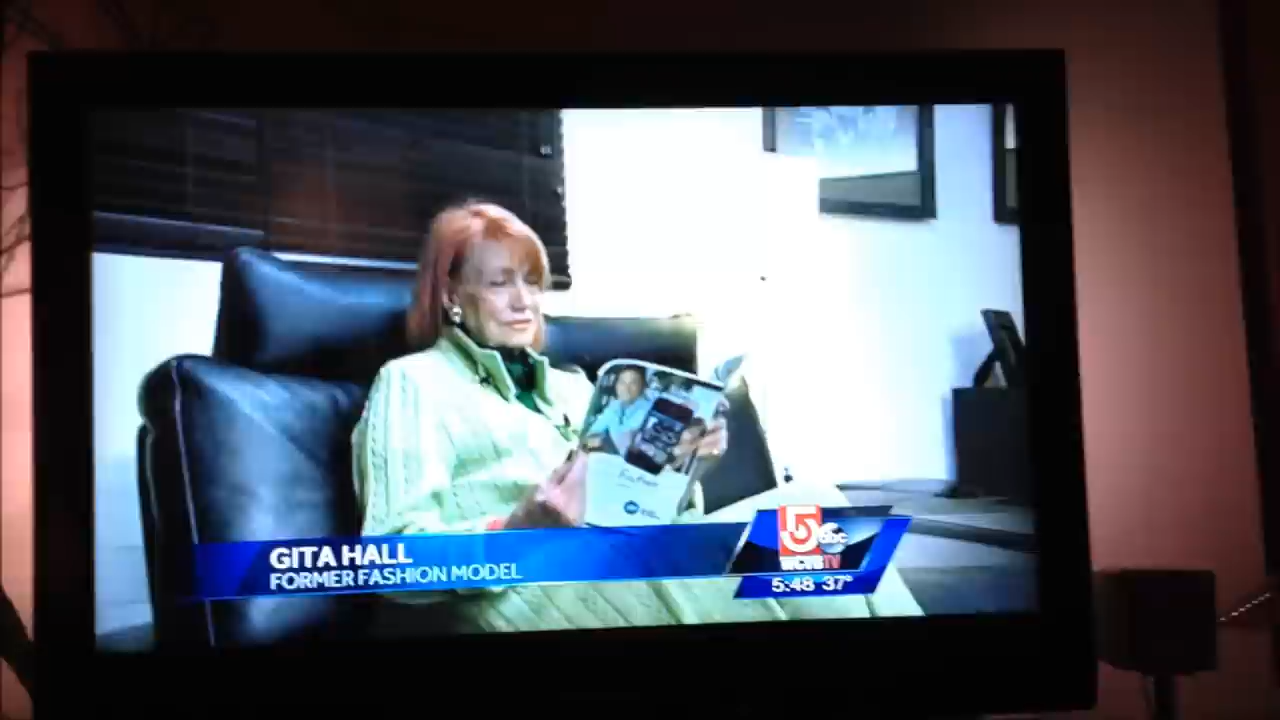 GITA HALL
FORMER FASHION MODEL
5 abc
WCVB TV
5:48 37°